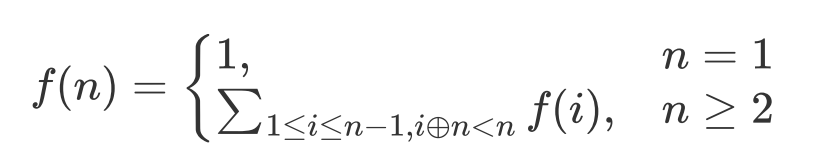 f(n) = { 1, n = 1
∑_{1≤i≤n−1,i⊕n<n} f(i), n ≥ 2